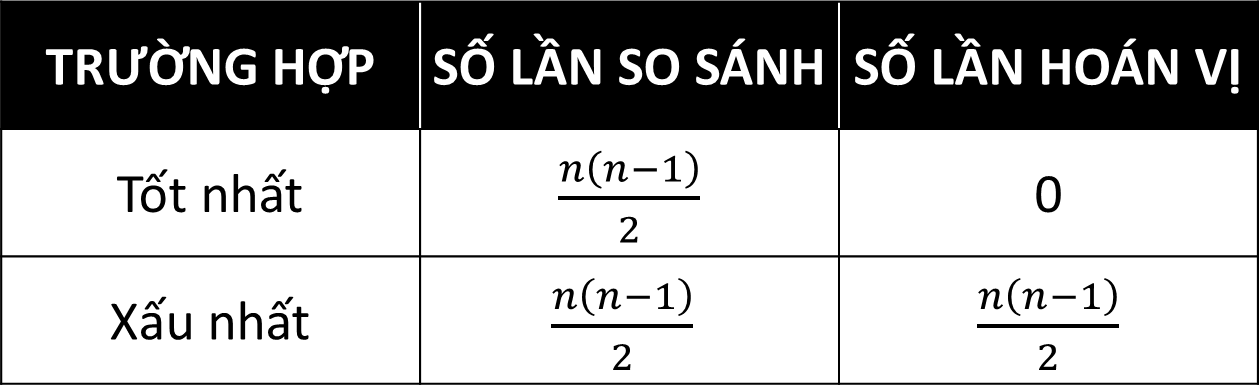 TRƯỜNG HỢP SỐ LẦN SO SÁNH SỐ LẦN HOÁN VỊ
Tốt nhất n(n−1)/2 0
Xấu nhất n(n−1)/2 n(n−1)/2